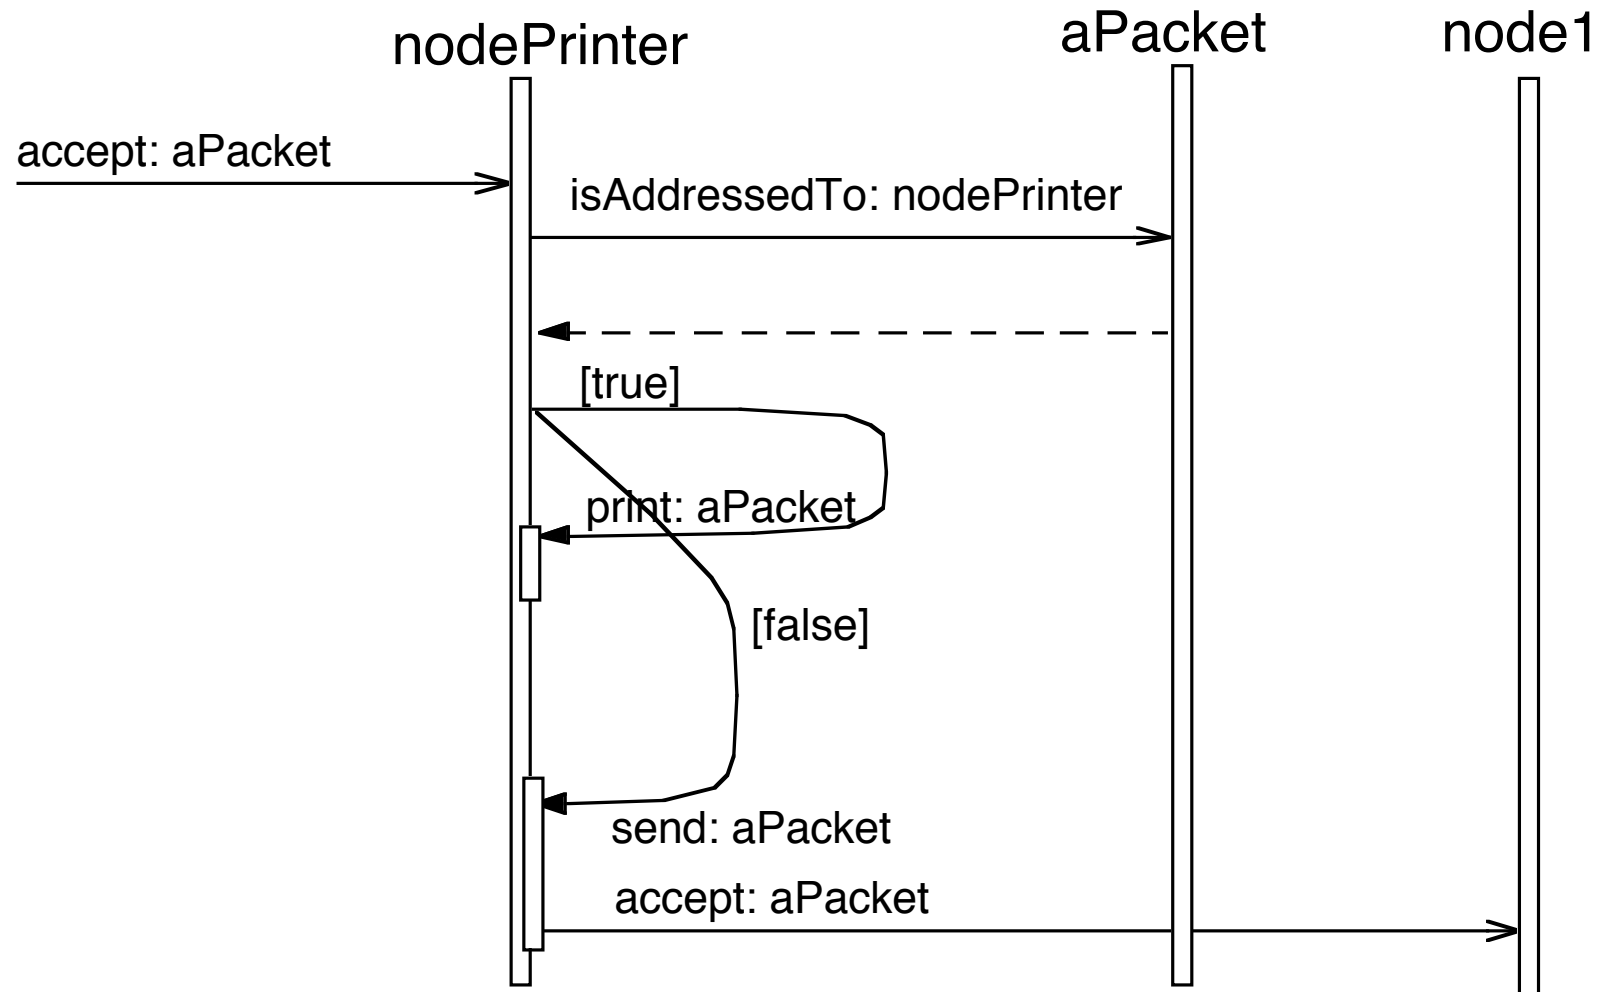 nodePrinter
aPacket
node1
accept: aPacket
isAddressedTo: nodePrinter
[true]
print: aPacket
[false]
send: aPacket
accept: aPacket